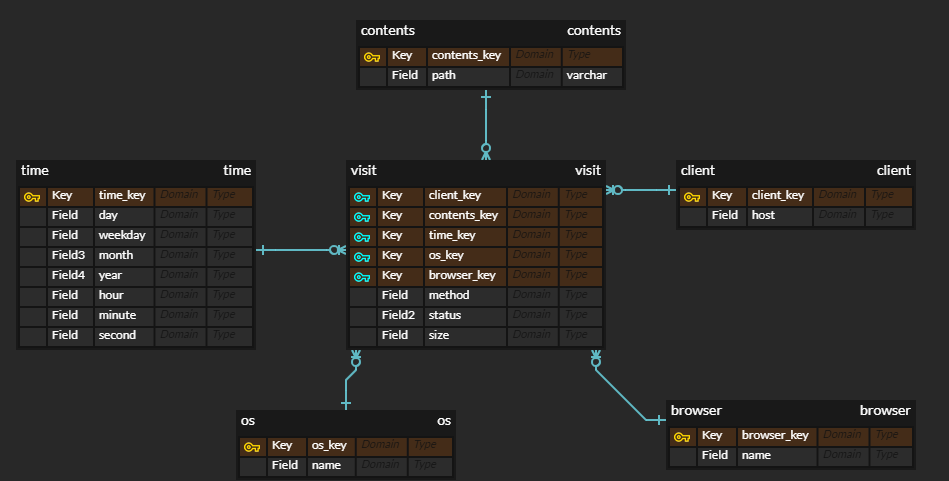 contents contents
Key contents_key Domain Type
Field path Domain varchar
time time
Key time_key Domain Type
Field day Domain Type
Field weekday Domain Type
Field3 month Domain Type
Field4 year Domain Type
Field hour Domain Type
Field minute Domain Type
Field second Domain Type
visit visit
Key client_key Domain Type
Key contents_key Domain Type
Key time_key Domain Type
Key os_key Domain Type
Key browser_key Domain Type
Field method Domain Type
Field2 status Domain Type
Field size Domain Type
client client
Key client_key Domain Type
Field host Domain Type
os os
Key os_key Domain Type
Field name Domain Type
browser browser
Key browser_key Domain Type
Field name Domain Type